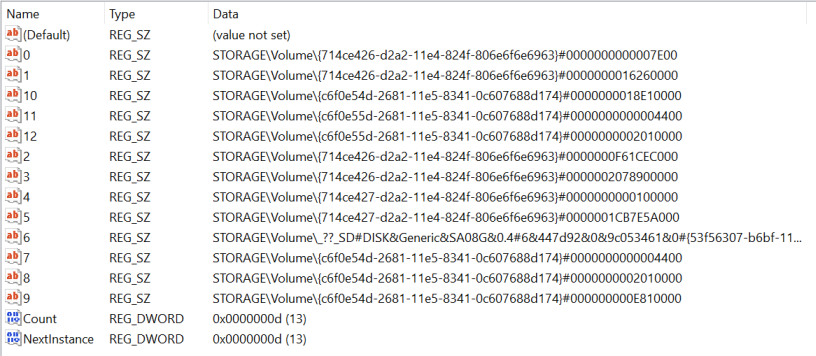 Name Type Data
(Default) REG_SZ (value not set)
0 REG_SZ STORAGE\Volume\{714ce426-d2a2-11e4-824f-806e6f6e6963}#0000000000007E00
1 REG_SZ STORAGE\Volume\{714ce426-d2a2-11e4-824f-806e6f6e6963}#0000000016260000
10 REG_SZ STORAGE\Volume\{c6f0e54d-2681-11e5-8341-0c607688d174}#0000000018E10000
11 REG_SZ STORAGE\Volume\{c6f0e55d-2681-11e5-8341-0c607688d174}#0000000000004400
12 REG_SZ STORAGE\Volume\{c6f0e55d-2681-11e5-8341-0c607688d174}#0000000002010000
2 REG_SZ STORAGE\Volume\{714ce426-d2a2-11e4-824f-806e6f6e6963}#0000000F61CEC000
3 REG_SZ STORAGE\Volume\{714ce426-d2a2-11e4-824f-806e6f6e6963}#0000002078900000
4 REG_SZ STORAGE\Volume\{714ce427-d2a2-11e4-824f-806e6f6e6963}#0000000000100000
5 REG_SZ STORAGE\Volume\{714ce427-d2a2-11e4-824f-806e6f6e6963}#0000001CB7E5A000
6 REG_SZ STORAGE\Volume\_??_SD#DISK&Generic&SA08G&0.4#6&447d92&0&9c053461&0#{53f56307-b6bf-11...
7 REG_SZ STORAGE\Volume\{c6f0e54d-2681-11e5-8341-0c607688d174}#0000000000004400
8 REG_SZ STORAGE\Volume\{c6f0e54d-2681-11e5-8341-0c607688d174}#0000000002010000
9 REG_SZ STORAGE\Volume\{c6f0e54d-2681-11e5-8341-0c607688d174}#000000000E810000
Count REG_DWORD 0x0000000d (13)
NextInstance REG_DWORD 0x0000000d (13)